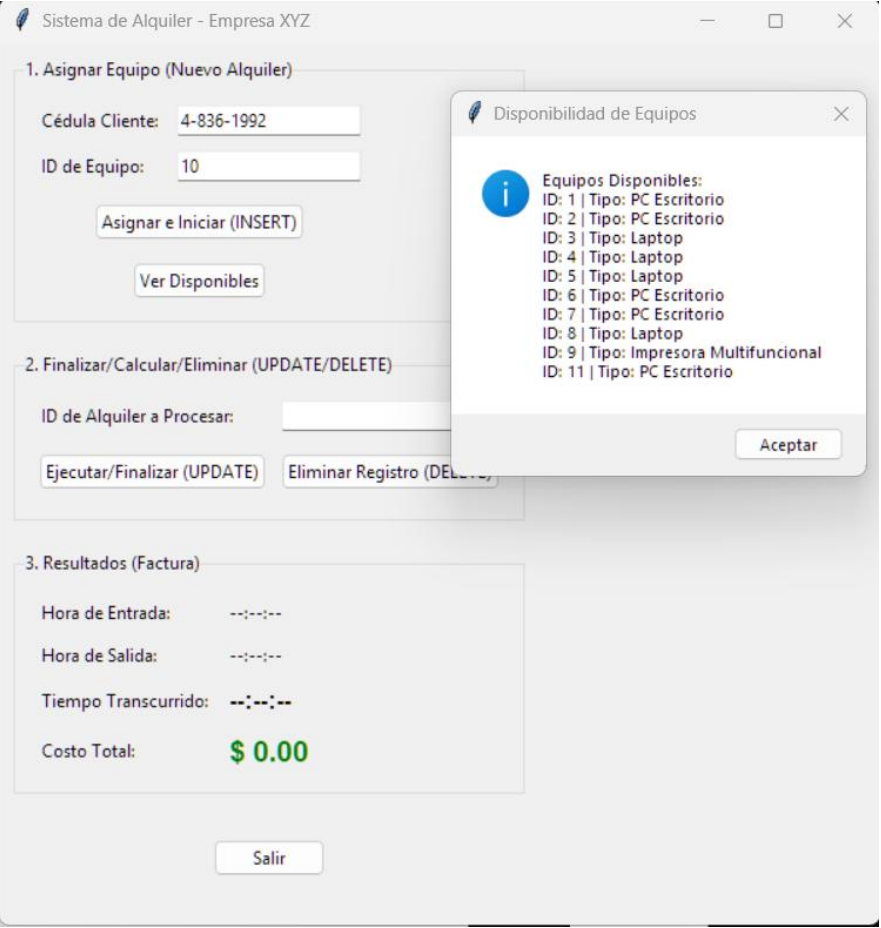 Sistema de Alquiler - Empresa XYZ
1. Asignar Equipo (Nuevo Alquiler)
Cédula Cliente: 4-836-1992
ID de Equipo: 10
Asignar e Iniciar (INSERT)
Ver Disponibles
Disponibilidad de Equipos
Equipos Disponibles:
ID: 1 | Tipo: PC Escritorio
ID: 2 | Tipo: PC Escritorio
ID: 3 | Tipo: Laptop
ID: 4 | Tipo: Laptop
ID: 5 | Tipo: Laptop
ID: 6 | Tipo: PC Escritorio
ID: 7 | Tipo: PC Escritorio
ID: 8 | Tipo: Laptop
ID: 9 | Tipo: Impresora Multifuncional
ID: 11 | Tipo: PC Escritorio
Aceptar
2. Finalizar/Calcular/Eliminar (UPDATE/DELETE)
ID de Alquiler a Procesar:
Ejecutar/Finalizar (UPDATE) Eliminar Registro (DELETE)
3. Resultados (Factura)
Hora de Entrada: --:--:--
Hora de Salida: --:--:--
Tiempo Transcurrido: --:--:--
Costo Total: $ 0.00
Salir